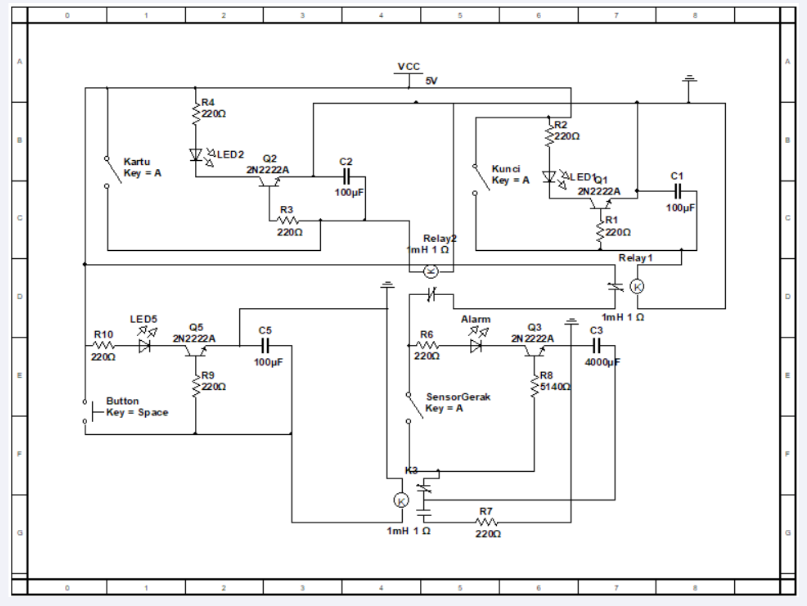 0 1 2 3 4 5 6 7 8
A A
VCC
5V
R4
220Ω
LED2
Kartu
Key = A
Q2
2N2222A
C2
100µF
R3
220Ω
B B
R2
220Ω
Kunci
Key = A
LED1
Q1
2N2222A
C1
100µF
R1
220Ω
C C
Relay2
1mH 1 Ω
K
Relay1
K
1mH 1 Ω
D D
LED5
R10
220Ω
Q5
2N2222A
C5
100µF
R9
220Ω
Alarm
R6
220Ω
Q3
2N2222A
C3
4000µF
R8
5140Ω
E E
Button
Key = Space
SensorGerak
Key = A
F F
K3
K
1mH 1 Ω
R7
220Ω
G G
0 1 2 3 4 5 6 7 8